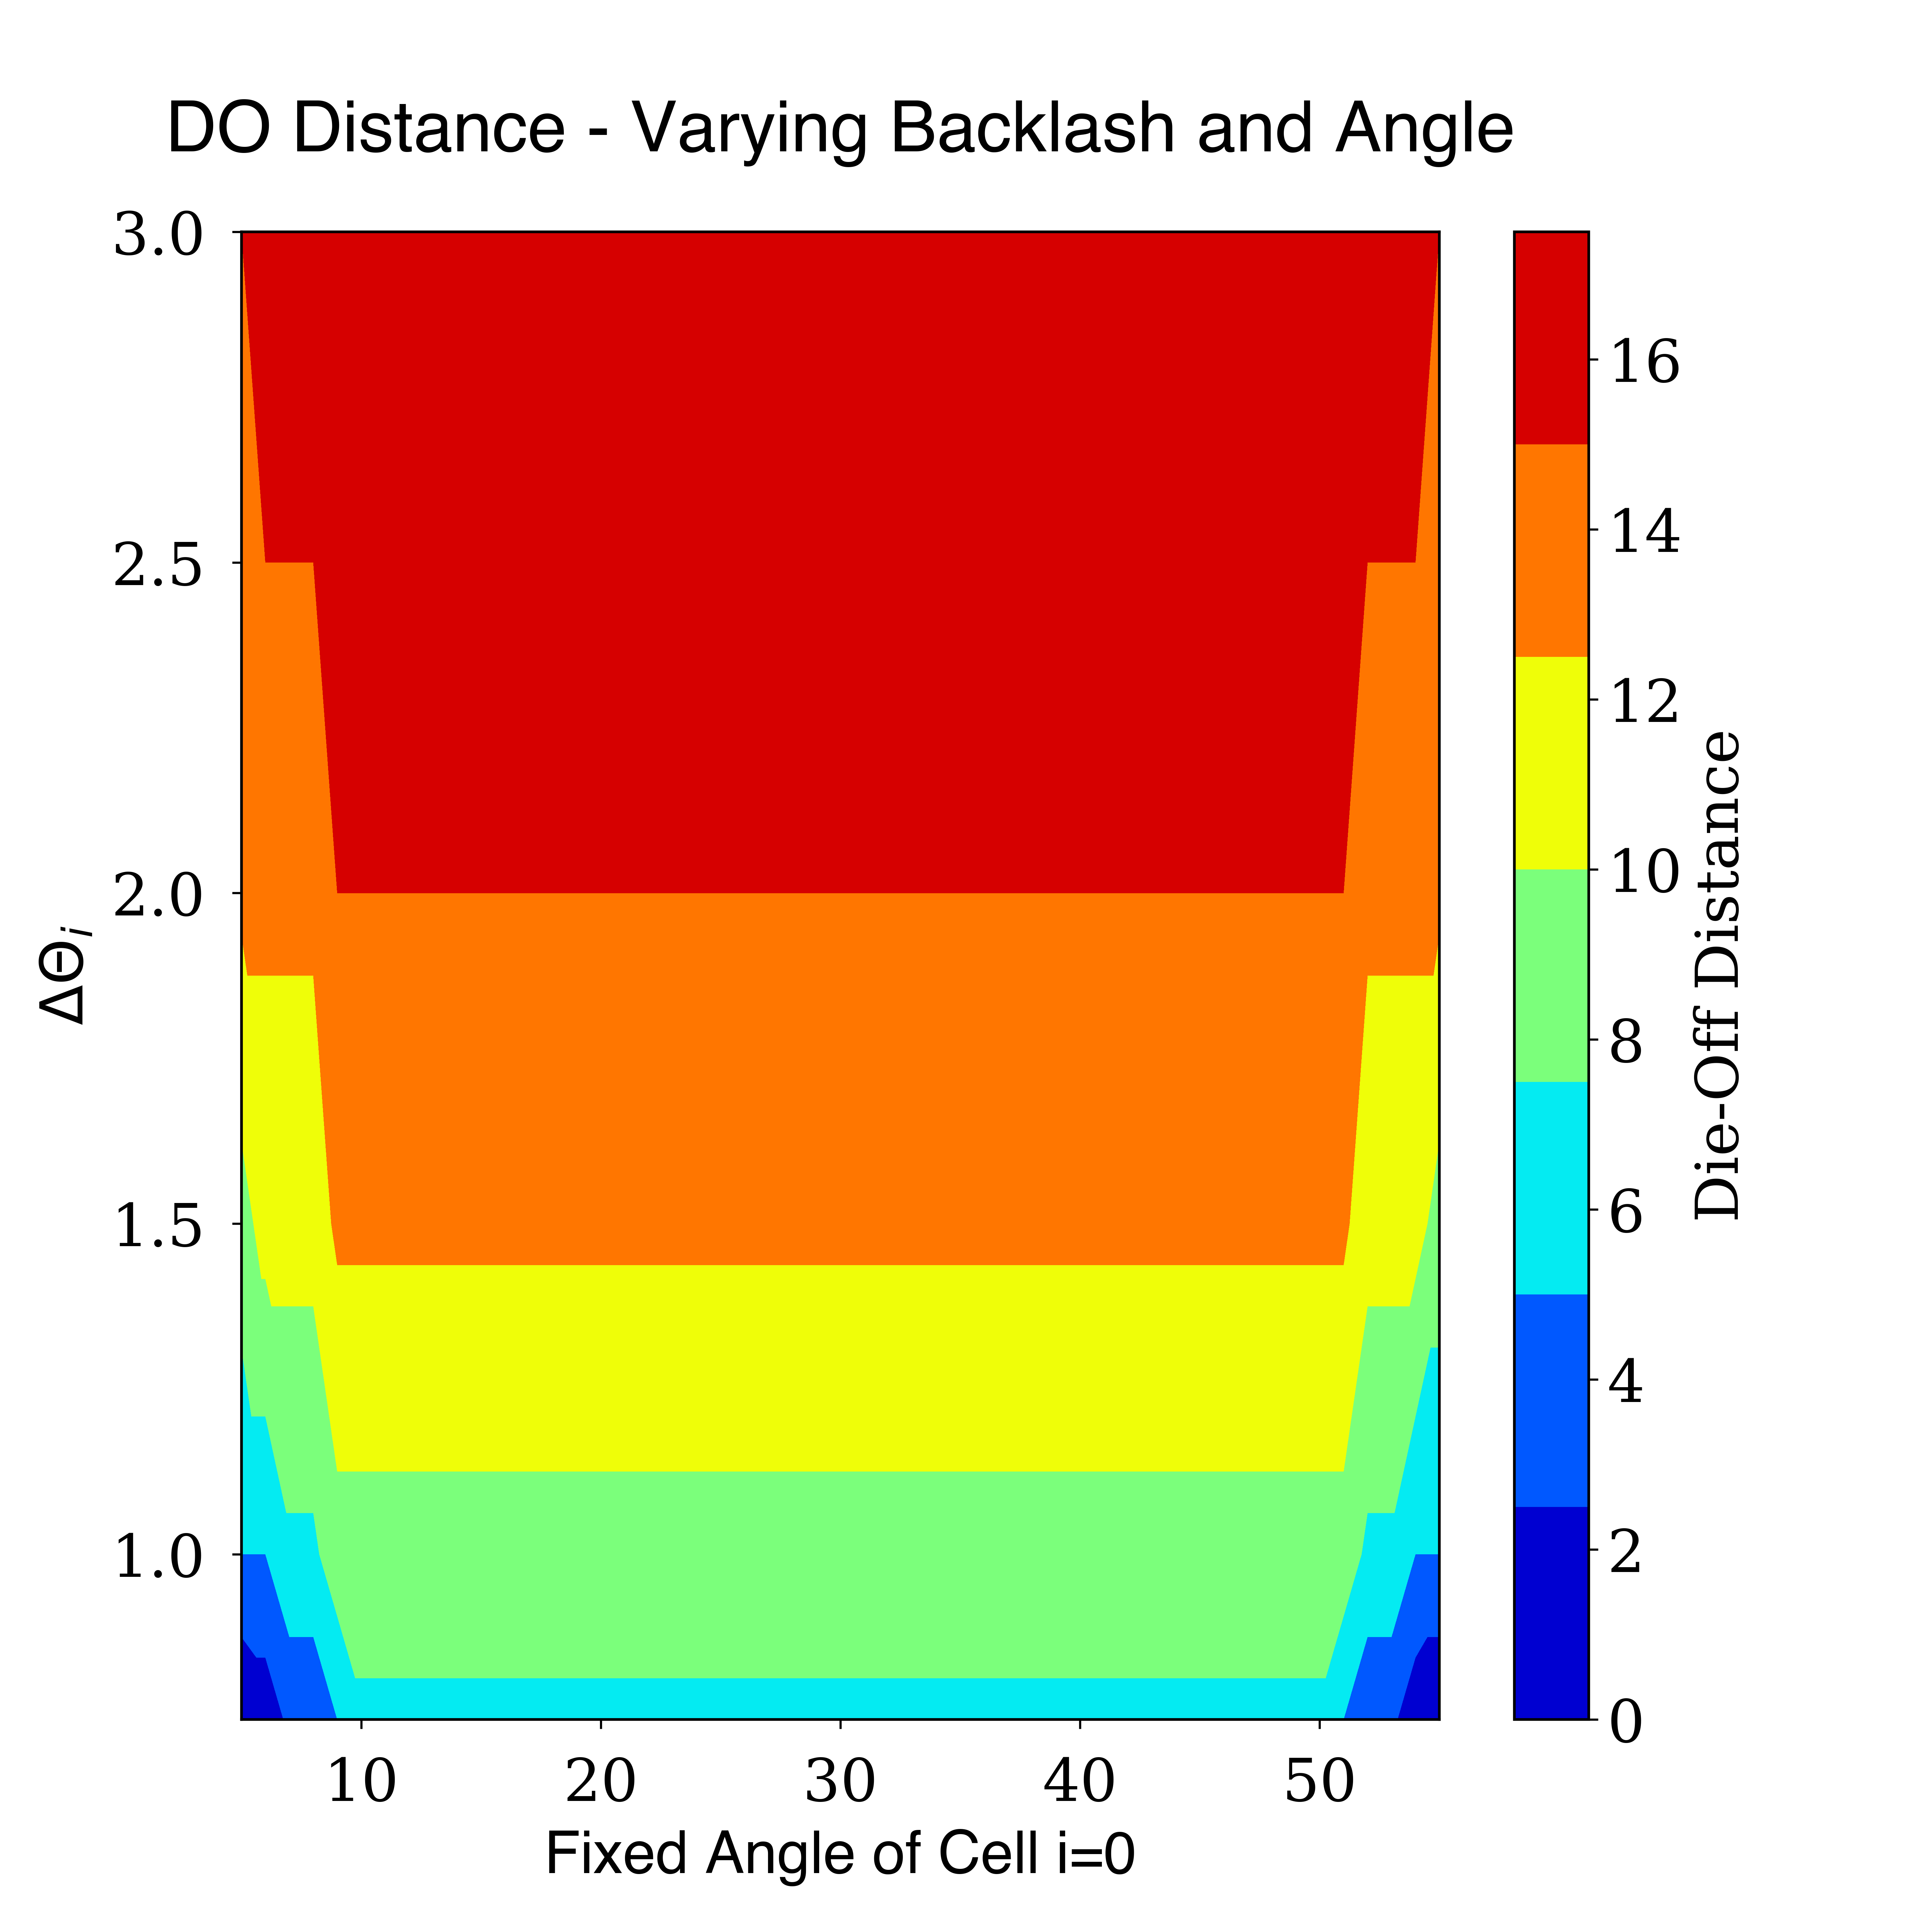 DO Distance - Varying Backlash and Angle
3.0
2.5
2.0
1.5
1.0
ΔΘi
10 20 30 40 50
Fixed Angle of Cell i=0
16
14
12
10
8
6
4
2
0
Die-Off Distance